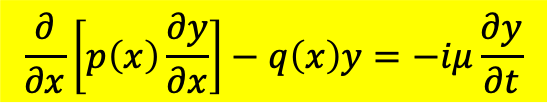 ∂/∂x [p(x) ∂y/∂x] − q(x)y = −iμ ∂y/∂t